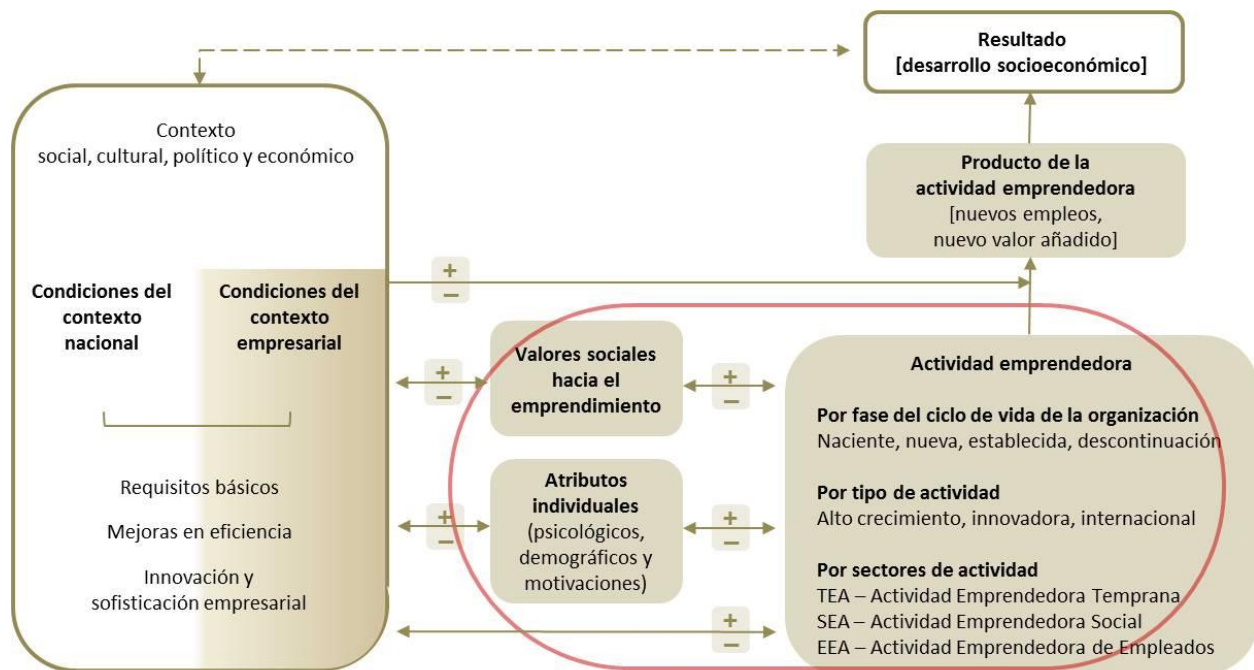 Resultado
[desarrollo socioeconómico]
Contexto
social, cultural, político y económico
Producto de la
actividad emprendedora
[nuevos empleos,
nuevo valor añadido]
+
−
Condiciones del
contexto
nacional
Condiciones del
contexto
empresarial
Valores sociales
hacia el
emprendimiento
+
−
+
−
Actividad emprendedora
Por fase del ciclo de vida de la organización
Naciente, nueva, establecida, descontinuación
Requisitos básicos
Mejoras en eficiencia
Innovación y
sofisticación empresarial
+
−
Atributos
individuales
(psicológicos,
demográficos y
motivaciones)
+
−
Por tipo de actividad
Alto crecimiento, innovadora, internacional
Por sectores de actividad
TEA – Actividad Emprendedora Temprana
SEA – Actividad Emprendedora Social
EEA – Actividad Emprendedora de Empleados
+
−